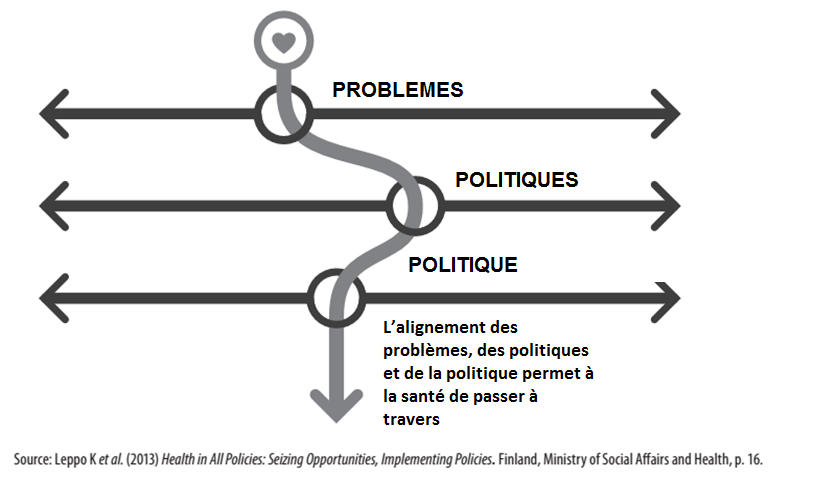 PROBLEMES
POLITIQUES
POLITIQUE
L’alignement des
problèmes, des politiques
et de la politique permet à
la santé de passer à
travers
Source: Leppo K et al. (2013) Health in All Policies: Seizing Opportunities, Implementing Policies. Finland, Ministry of Social Affairs and Health, p. 16.